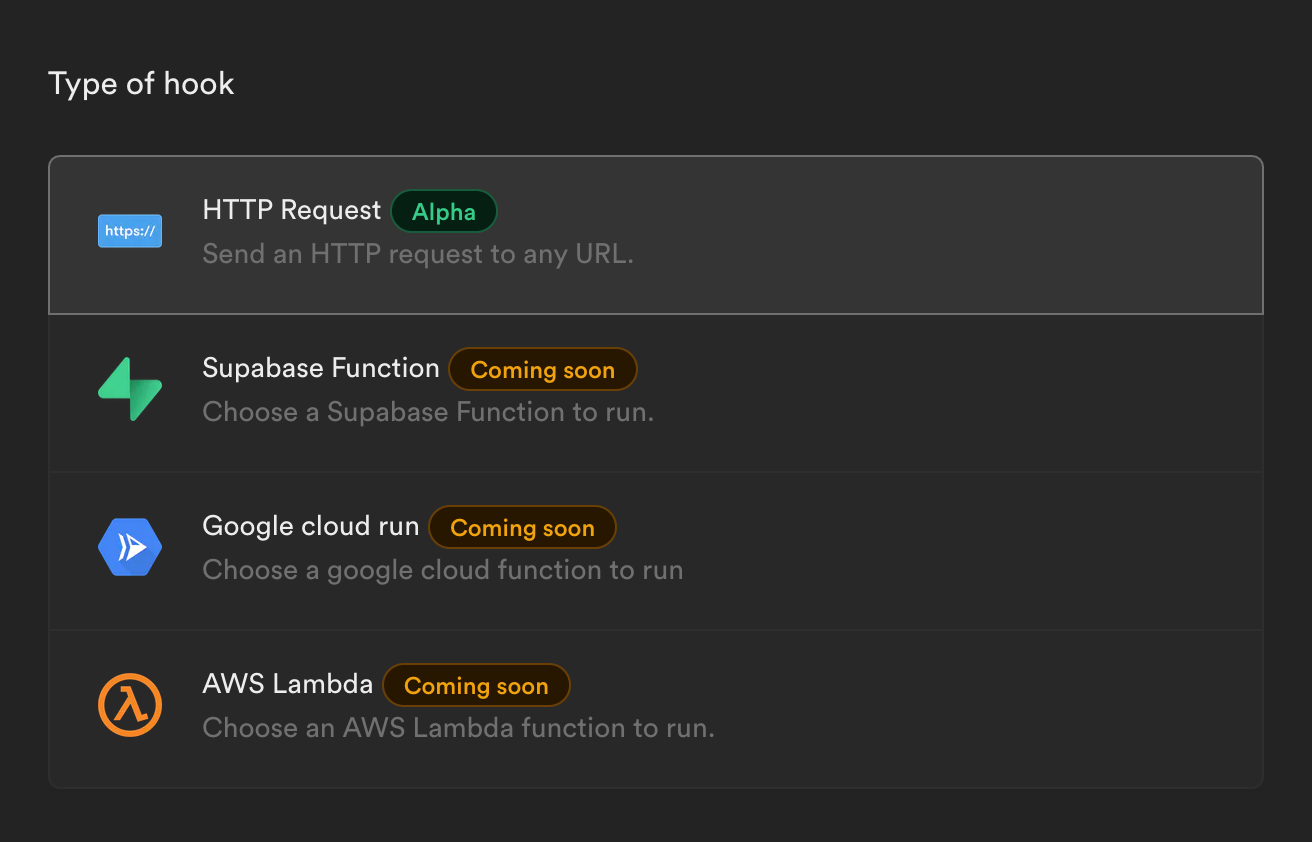 Type of hook
https://
HTTP Request Alpha
Send an HTTP request to any URL.
Supabase Function Coming soon
Choose a Supabase Function to run.
Google cloud run Coming soon
Choose a google cloud function to run
AWS Lambda Coming soon
Choose an AWS Lambda function to run.